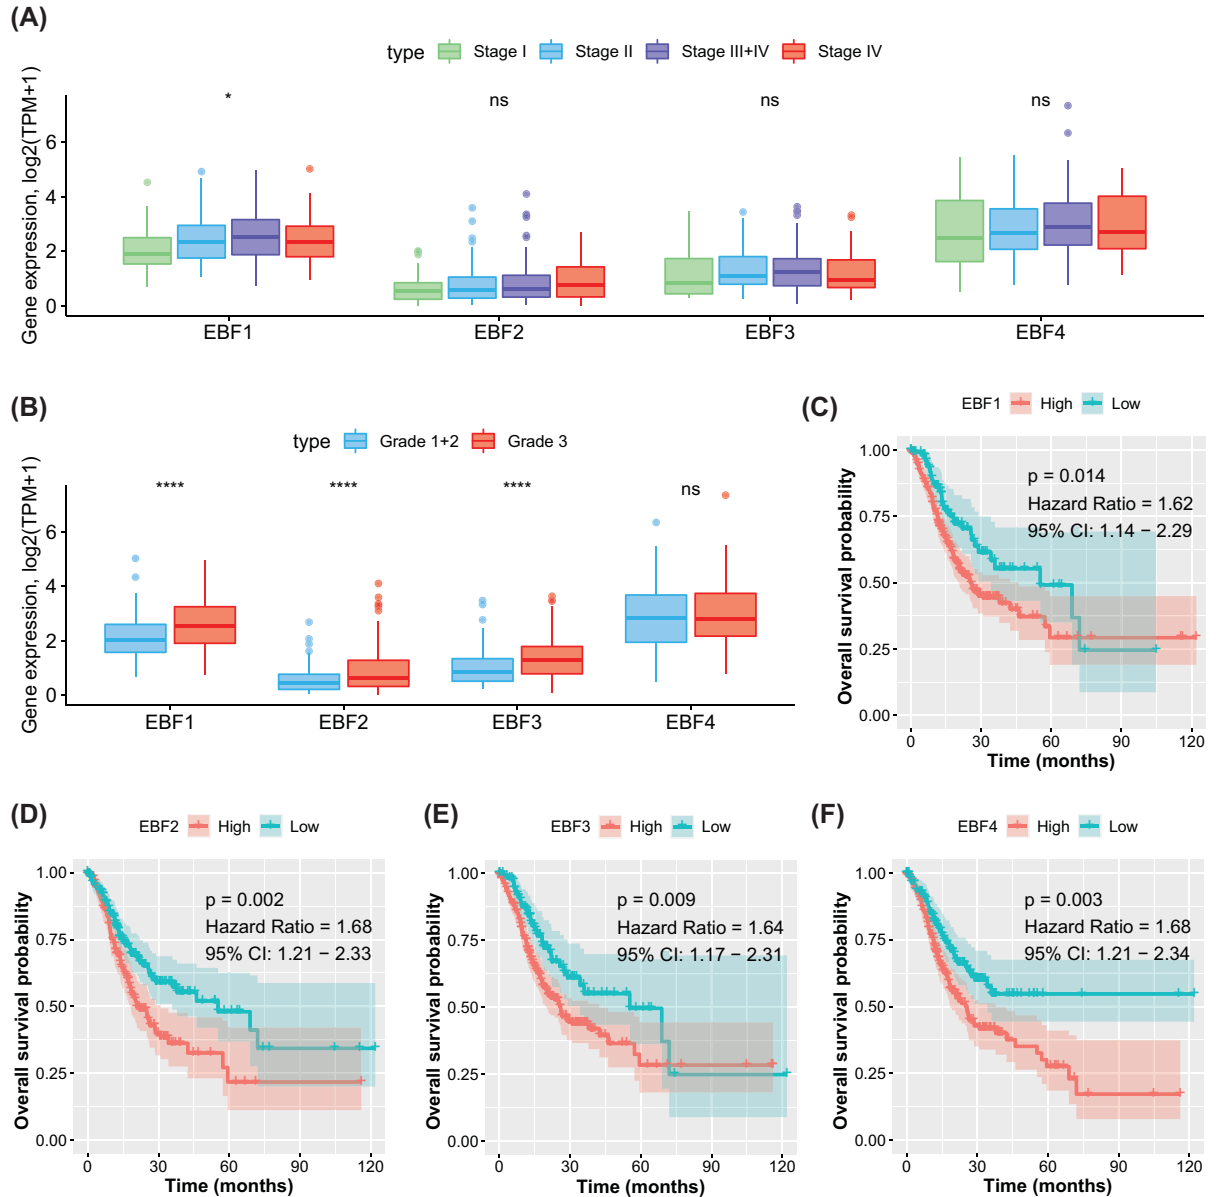 (A)
type Stage I Stage II Stage III+IV Stage IV
Gene expression, log2(TPM+1)
* ns ns ns
6
4
2
0
EBF1 EBF2 EBF3 EBF4
(B)
type Grade 1+2 Grade 3
Gene expression, log2(TPM+1)
**** **** **** ns
6
4
2
0
EBF1 EBF2 EBF3 EBF4
(C)
EBF1 High Low
Overall survival probability
1.00
0.75
0.50
0.25
0.00
p = 0.014
Hazard Ratio = 1.62
95% CI: 1.14 − 2.29
0 30 60 90 120
Time (months)
(D)
EBF2 High Low
Overall survival probability
1.00
0.75
0.50
0.25
0.00
p = 0.002
Hazard Ratio = 1.68
95% CI: 1.21 − 2.33
0 30 60 90 120
Time (months)
(E)
EBF3 High Low
Overall survival probability
1.00
0.75
0.50
0.25
0.00
p = 0.009
Hazard Ratio = 1.64
95% CI: 1.17 − 2.31
0 30 60 90 120
Time (months)
(F)
EBF4 High Low
Overall survival probability
1.00
0.75
0.50
0.25
0.00
p = 0.003
Hazard Ratio = 1.68
95% CI: 1.21 − 2.34
0 30 60 90 120
Time (months)